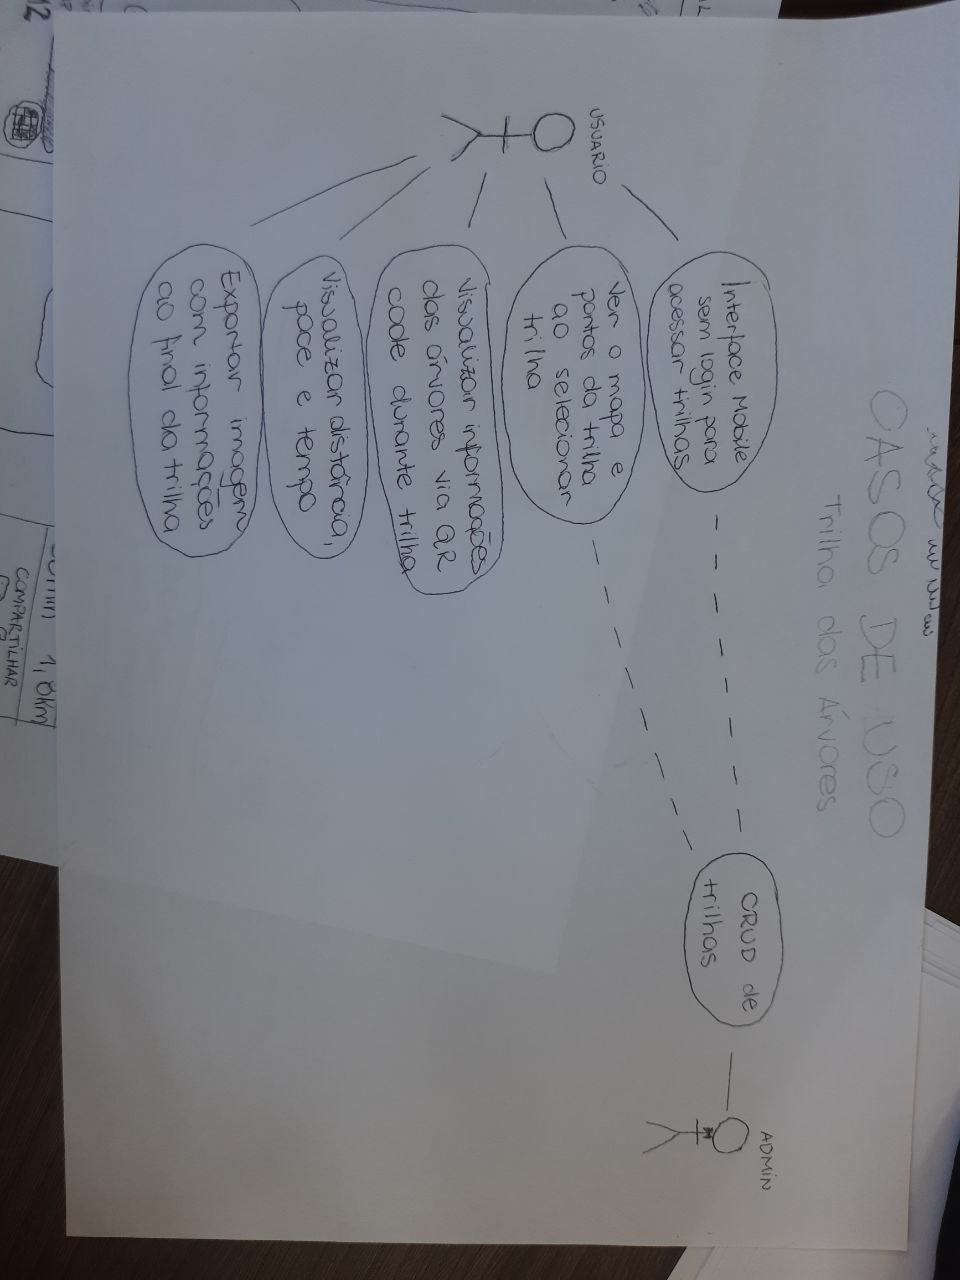 CASOS DE USO
Trilha das Árvores
USUARIO
Interface Mobile
sem login para
acessar trilhas
Ver o mapa e
pontos da trilha
ao selecionar
trilha
Visualizar informações
das árvores via QR
code durante trilha
Visualizar distância,
pace e tempo
Exportar imagem
com informações
ao final da trilha
CRUD de
trilhas
ADMIN
1,8km
COMPARTILHAR
12